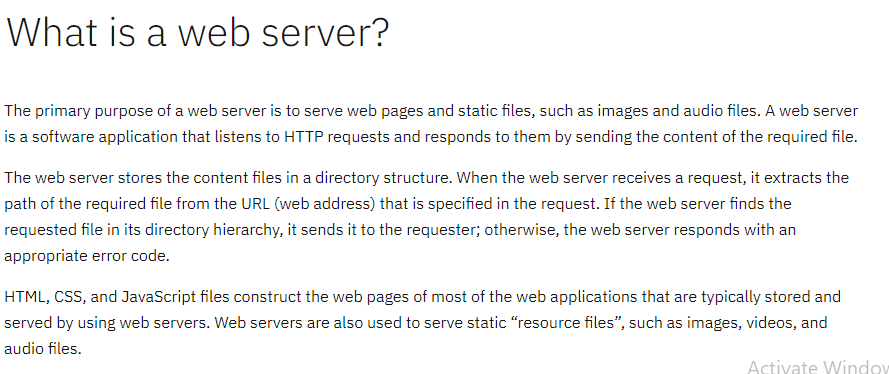 What is a web server?
The primary purpose of a web server is to serve web pages and static files, such as images and audio files. A web server
is a software application that listens to HTTP requests and responds to them by sending the content of the required file.
The web server stores the content files in a directory structure. When the web server receives a request, it extracts the
path of the required file from the URL (web address) that is specified in the request. If the web server finds the
requested file in its directory hierarchy, it sends it to the requester; otherwise, the web server responds with an
appropriate error code.
HTML, CSS, and JavaScript files construct the web pages of most of the web applications that are typically stored and
served by using web servers. Web servers are also used to serve static “resource files”, such as images, videos, and
audio files.
Activate Window